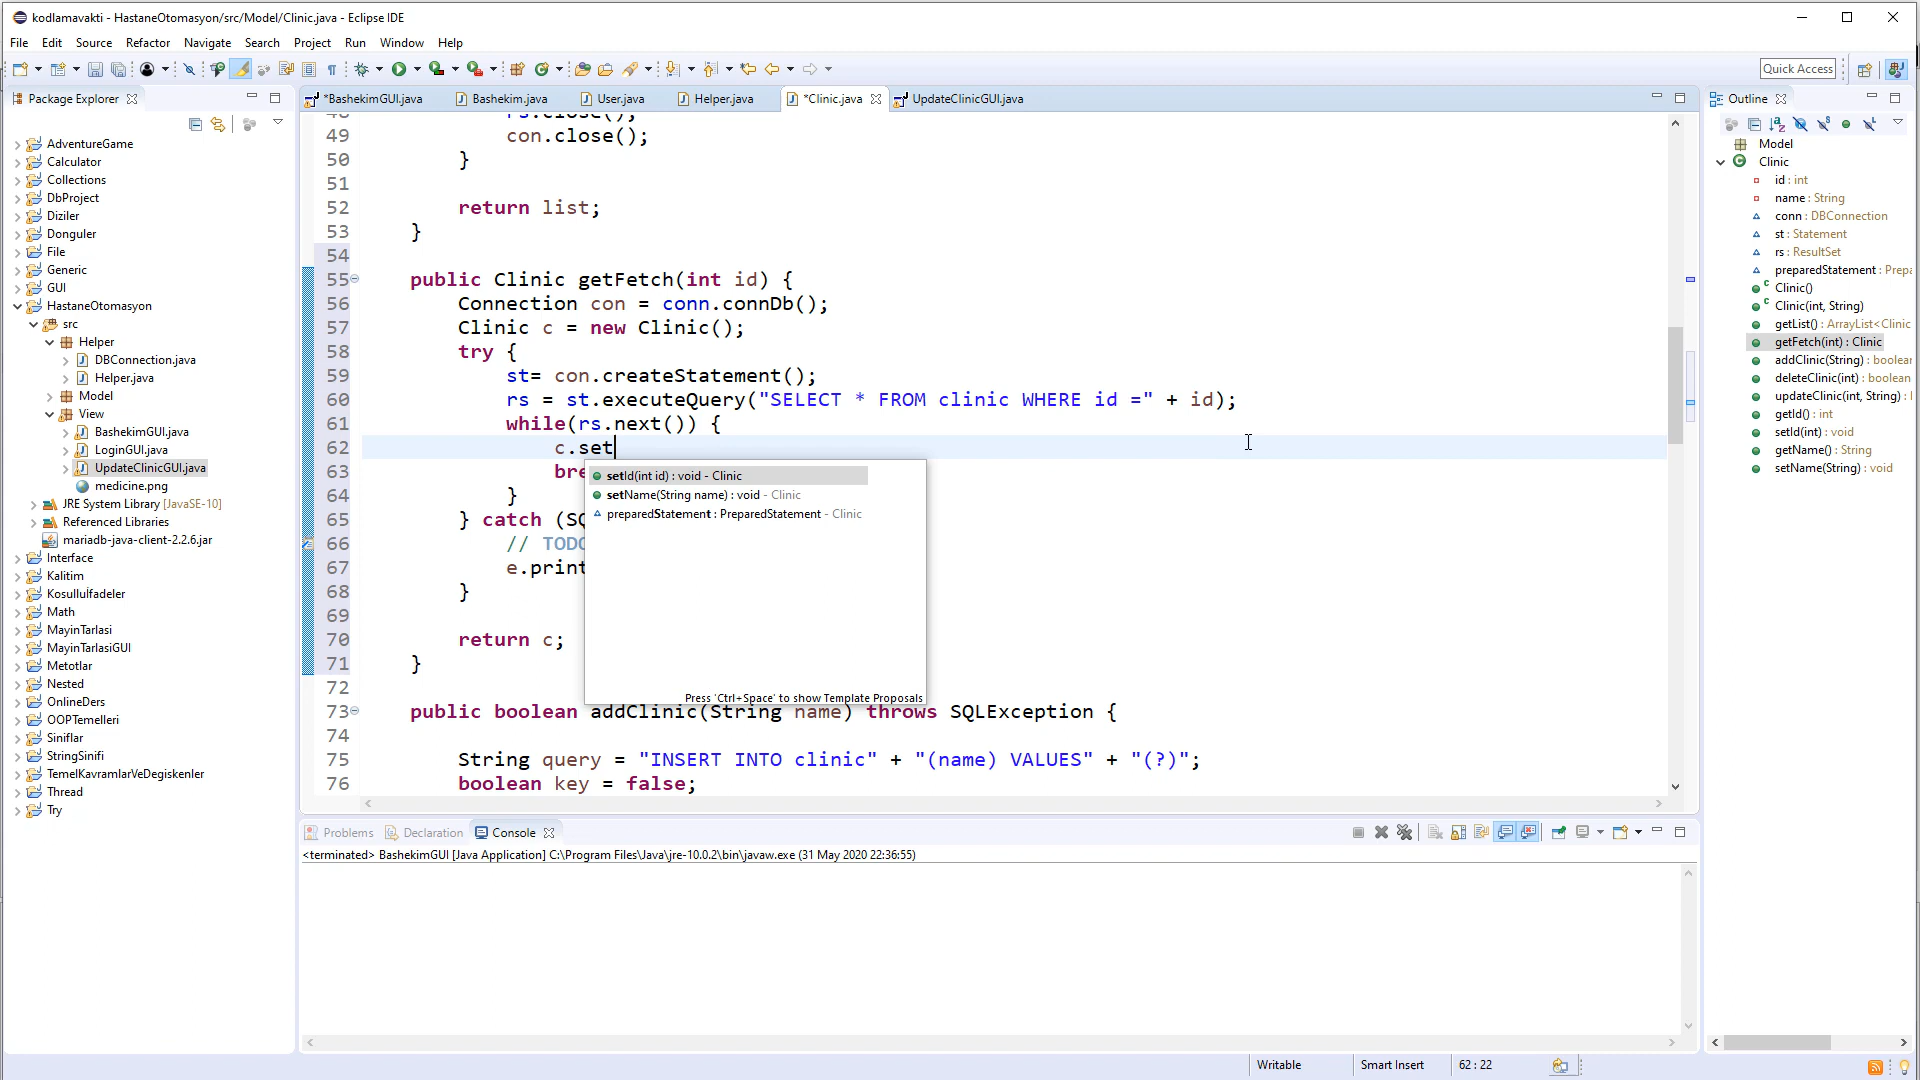 kodlamavakti - HastaneOtomasyon/src/Model/Clinic.java - Eclipse IDE
File Edit Source Refactor Navigate Search Project Run Window Help
Quick Access
Package Explorer
*BashekimGUI.java Bashekim.java User.java Helper.java *Clinic.java UpdateClinicGUI.java
Outline
AdventureGame
Calculator
Collections
DbProject
Diziler
Donguler
File
Generic
GUI
HastaneOtomasyon
src
Helper
DBConnection.java
Helper.java
Model
View
BashekimGUI.java
LoginGUI.java
UpdateClinicGUI.java
medicine.png
JRE System Library [JavaSE-10]
Referenced Libraries
mariadb-java-client-2.2.6.jar
Interface
Kalitim
KosulluIfadeler
Math
MayinTarlasi
MayinTarlasiGUI
Metotlar
Nested
OnlineDers
OOPTemelleri
Siniflar
StringSinifi
TemelKavramlarVeDegiskenler
Thread
Try
48 rs.close();
49 con.close();
50 }
51
52 return list;
53 }
54
55 public Clinic getFetch(int id) {
56 Connection con = conn.connDb();
57 Clinic c = new Clinic();
58 try {
59 st= con.createStatement();
60 rs = st.executeQuery("SELECT * FROM clinic WHERE id =" + id);
61 while(rs.next()) {
62 c.set
63 bre
64 }
65 } catch (SQ
66 // TODO
67 e.print
68 }
69
70 return c;
71 }
72
73 public boolean addClinic(String name) throws SQLException {
74
75 String query = "INSERT INTO clinic" + "(name) VALUES" + "(?)";
76 boolean key = false;
setId(int id) : void - Clinic
setName(String name) : void - Clinic
preparedStatement : PreparedStatement - Clinic
Press 'Ctrl+Space' to show Template Proposals
Model
Clinic
id : int
name : String
conn : DBConnection
st : Statement
rs : ResultSet
preparedStatement : Prepa
Clinic()
Clinic(int, String)
getList() : ArrayList<Clinic
getFetch(int) : Clinic
addClinic(String) : boolean
deleteClinic(int) : boolean
updateClinic(int, String) :
getId() : int
setId(int) : void
getName() : String
setName(String) : void
Problems Declaration Console
<terminated> BashekimGUI [Java Application] C:\Program Files\Java\jre-10.0.2\bin\javaw.exe (31 May 2020 22:36:55)
Writable Smart Insert 62 : 22